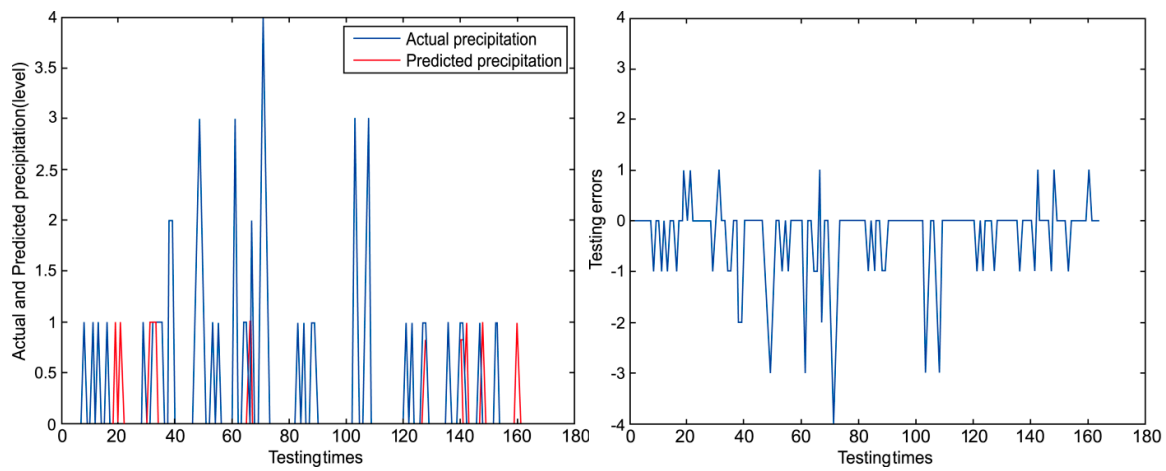 4
3.5
3
2.5
2
1.5
1
0.5
0
Actual and Predicted precipitation(level)
Actual precipitation
Predicted precipitation
0 20 40 60 80 100 120 140 160 180
Testingtimes
4
3
2
1
0
-1
-2
-3
-4
Testing errors
0 20 40 60 80 100 120 140 160 180
Testingtimes